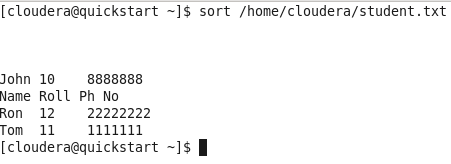 [cloudera@quickstart ~]$ sort /home/cloudera/student.txt
John 10    8888888
Name Roll Ph No
Ron  12    22222222
Tom  11    1111111
[cloudera@quickstart ~]$